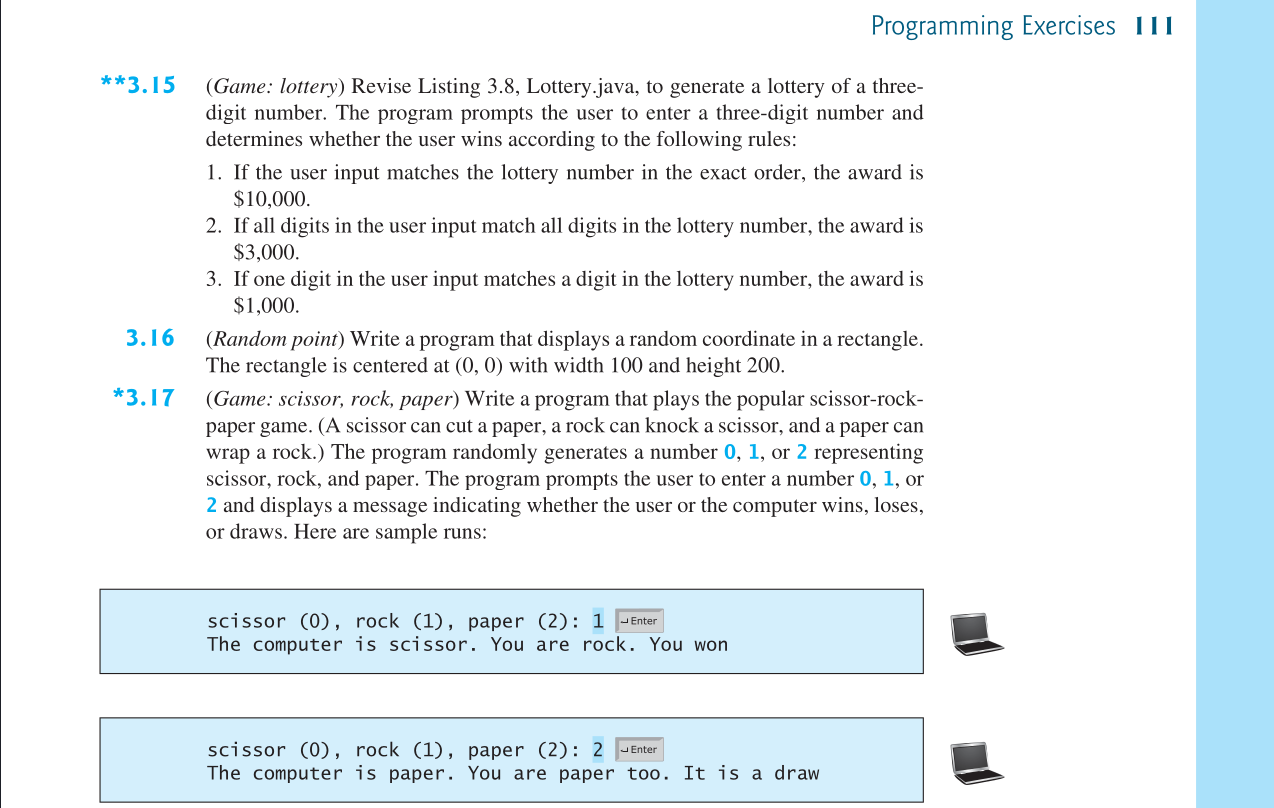 Programming Exercises 111
**3.15 (Game: lottery) Revise Listing 3.8, Lottery.java, to generate a lottery of a three-
digit number. The program prompts the user to enter a three-digit number and
determines whether the user wins according to the following rules:
1. If the user input matches the lottery number in the exact order, the award is
$10,000.
2. If all digits in the user input match all digits in the lottery number, the award is
$3,000.
3. If one digit in the user input matches a digit in the lottery number, the award is
$1,000.
3.16 (Random point) Write a program that displays a random coordinate in a rectangle.
The rectangle is centered at (0, 0) with width 100 and height 200.
*3.17 (Game: scissor, rock, paper) Write a program that plays the popular scissor-rock-
paper game. (A scissor can cut a paper, a rock can knock a scissor, and a paper can
wrap a rock.) The program randomly generates a number 0, 1, or 2 representing
scissor, rock, and paper. The program prompts the user to enter a number 0, 1, or
2 and displays a message indicating whether the user or the computer wins, loses,
or draws. Here are sample runs:
scissor (0), rock (1), paper (2): 1 ↵Enter
The computer is scissor. You are rock. You won
scissor (0), rock (1), paper (2): 2 ↵Enter
The computer is paper. You are paper too. It is a draw